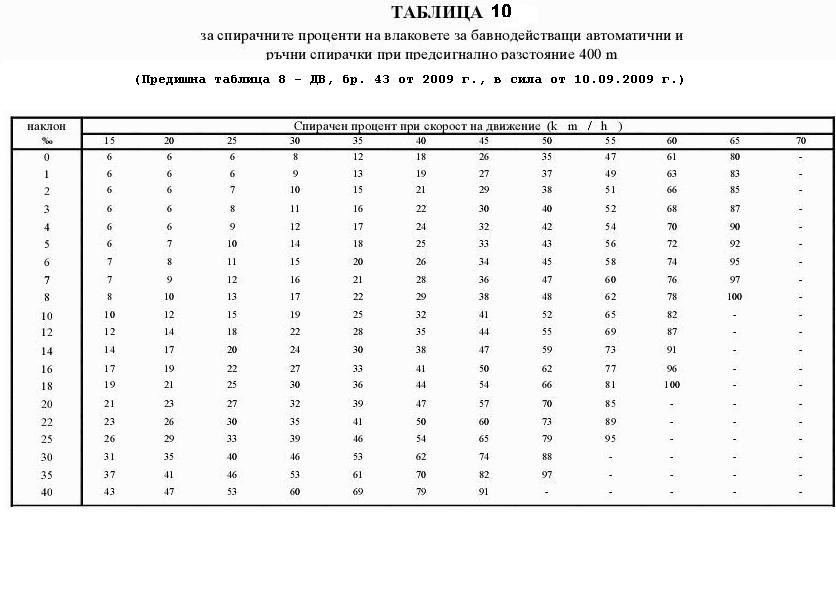 ТАБЛИЦА 10
за спирачните проценти на влаковете за бавнодействащи автоматични и
ръчни спирачки при предсигнално разстояние 400 m
(Предишна таблица 8 - ДВ, бр. 43 от 2009 г., в сила от 10.09.2009 г.)
наклон Спирачен процент при скорост на движение (k m / h )
‰ 15 20 25 30 35 40 45 50 55 60 65 70
0 6 6 6 8 12 18 26 35 47 61 80 -
1 6 6 6 9 13 19 27 37 49 63 83 -
2 6 6 7 10 15 21 29 38 51 66 85 -
3 6 6 8 11 16 22 30 40 52 68 87 -
4 6 6 9 12 17 24 32 42 54 70 90 -
5 6 7 10 14 18 25 33 43 56 72 92 -
6 7 8 11 15 20 26 34 45 58 74 95 -
7 7 9 12 16 21 28 36 47 60 76 97 -
8 8 10 13 17 22 29 38 48 62 78 100 -
10 10 12 15 19 25 32 41 52 65 82 - -
12 12 14 18 22 28 35 44 55 69 87 - -
14 14 17 20 24 30 38 47 59 73 91 - -
16 17 19 22 27 33 41 50 62 77 96 - -
18 19 21 25 30 36 44 54 66 81 100 - -
20 21 23 27 32 39 47 57 70 85 - - -
22 23 26 30 35 41 50 60 73 89 - - -
25 26 29 33 39 46 54 65 79 95 - - -
30 31 35 40 46 53 62 74 88 - - - -
35 37 41 46 53 61 70 82 97 - - - -
40 43 47 53 60 69 79 91 - - - - -